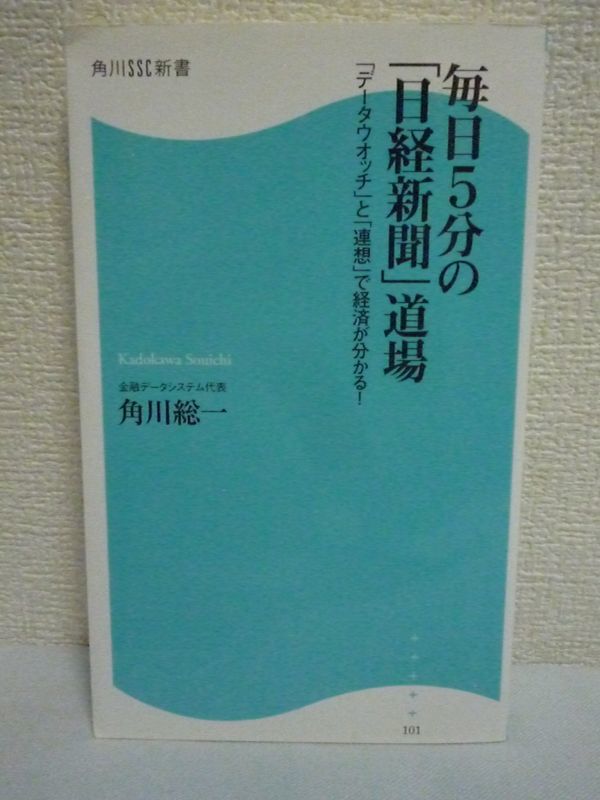 角川SSC新書
毎日5分の
「日経新聞」道場
「データウオッチ」と「連想」で経済が分かる!
Kadokawa Souichi
金融データシステム代表
角川総一
101